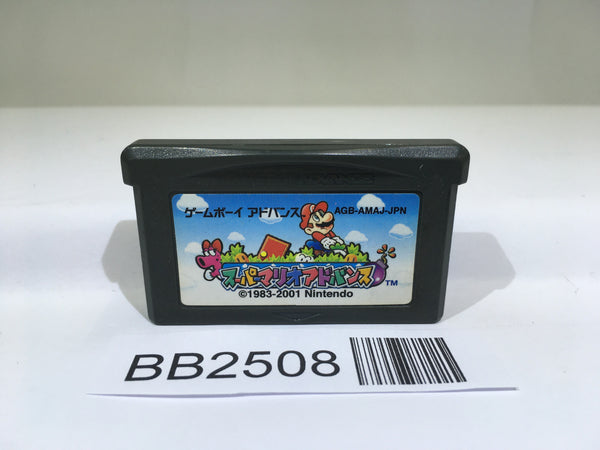 ゲームボーイ アドバンス AGB-AMAJ-JPN
スーパーマリオアドバンス TM
©1983-2001 Nintendo
BB2508